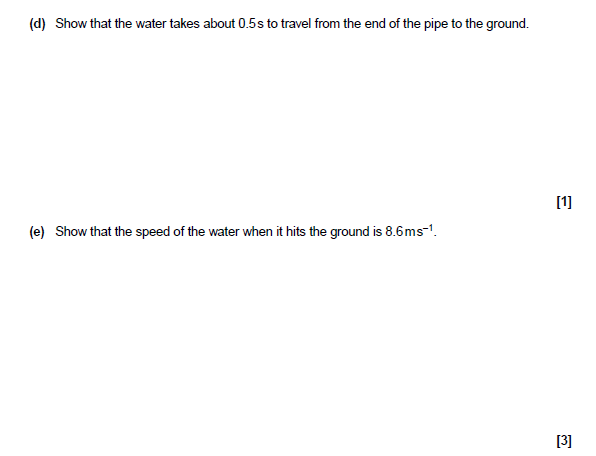 (d) Show that the water takes about 0.5 s to travel from the end of the pipe to the ground.
[1]
(e) Show that the speed of the water when it hits the ground is 8.6 m s⁻¹.
[3]